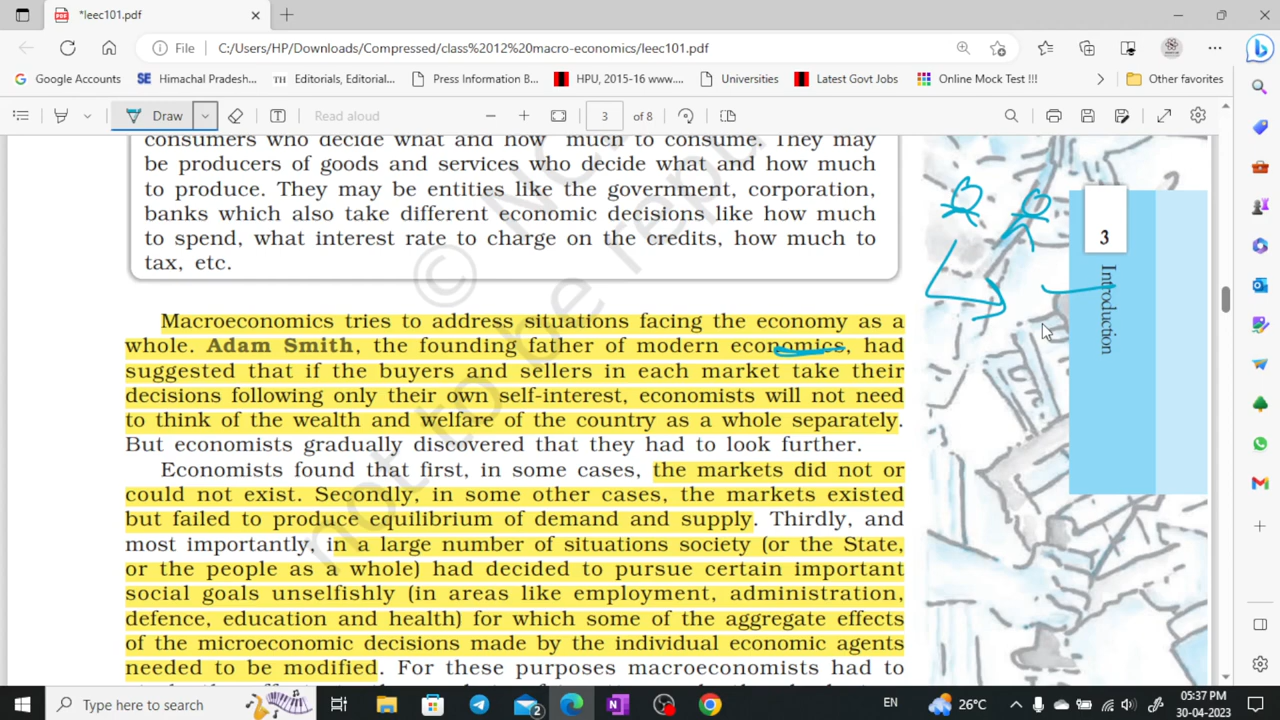 *leec101.pdf
File
C:/Users/HP/Downloads/Compressed/class%2012%20macro-economics/leec101.pdf
Google Accounts
SE Himachal Pradesh...
TH Editorials, Editorial...
Press Information B...
HPU, 2015-16 www....
Universities
Latest Govt Jobs
Online Mock Test !!!
Other favorites
Draw
Read aloud
3 of 8
consumers who decide what and how much to consume. They may
be producers of goods and services who decide what and how much
to produce. They may be entities like the government, corporation,
banks which also take different economic decisions like how much
to spend, what interest rate to charge on the credits, how much to
tax, etc.
3
Introduction
Macroeconomics tries to address situations facing the economy as a
whole. Adam Smith, the founding father of modern economics, had
suggested that if the buyers and sellers in each market take their
decisions following only their own self-interest, economists will not need
to think of the wealth and welfare of the country as a whole separately.
But economists gradually discovered that they had to look further.
Economists found that first, in some cases, the markets did not or
could not exist. Secondly, in some other cases, the markets existed
but failed to produce equilibrium of demand and supply. Thirdly, and
most importantly, in a large number of situations society (or the State,
or the people as a whole) had decided to pursue certain important
social goals unselfishly (in areas like employment, administration,
defence, education and health) for which some of the aggregate effects
of the microeconomic decisions made by the individual economic agents
needed to be modified. For these purposes macroeconomists had to
not to be repu
Type here to search
2
26°C
EN
05:37 PM
30-04-2023